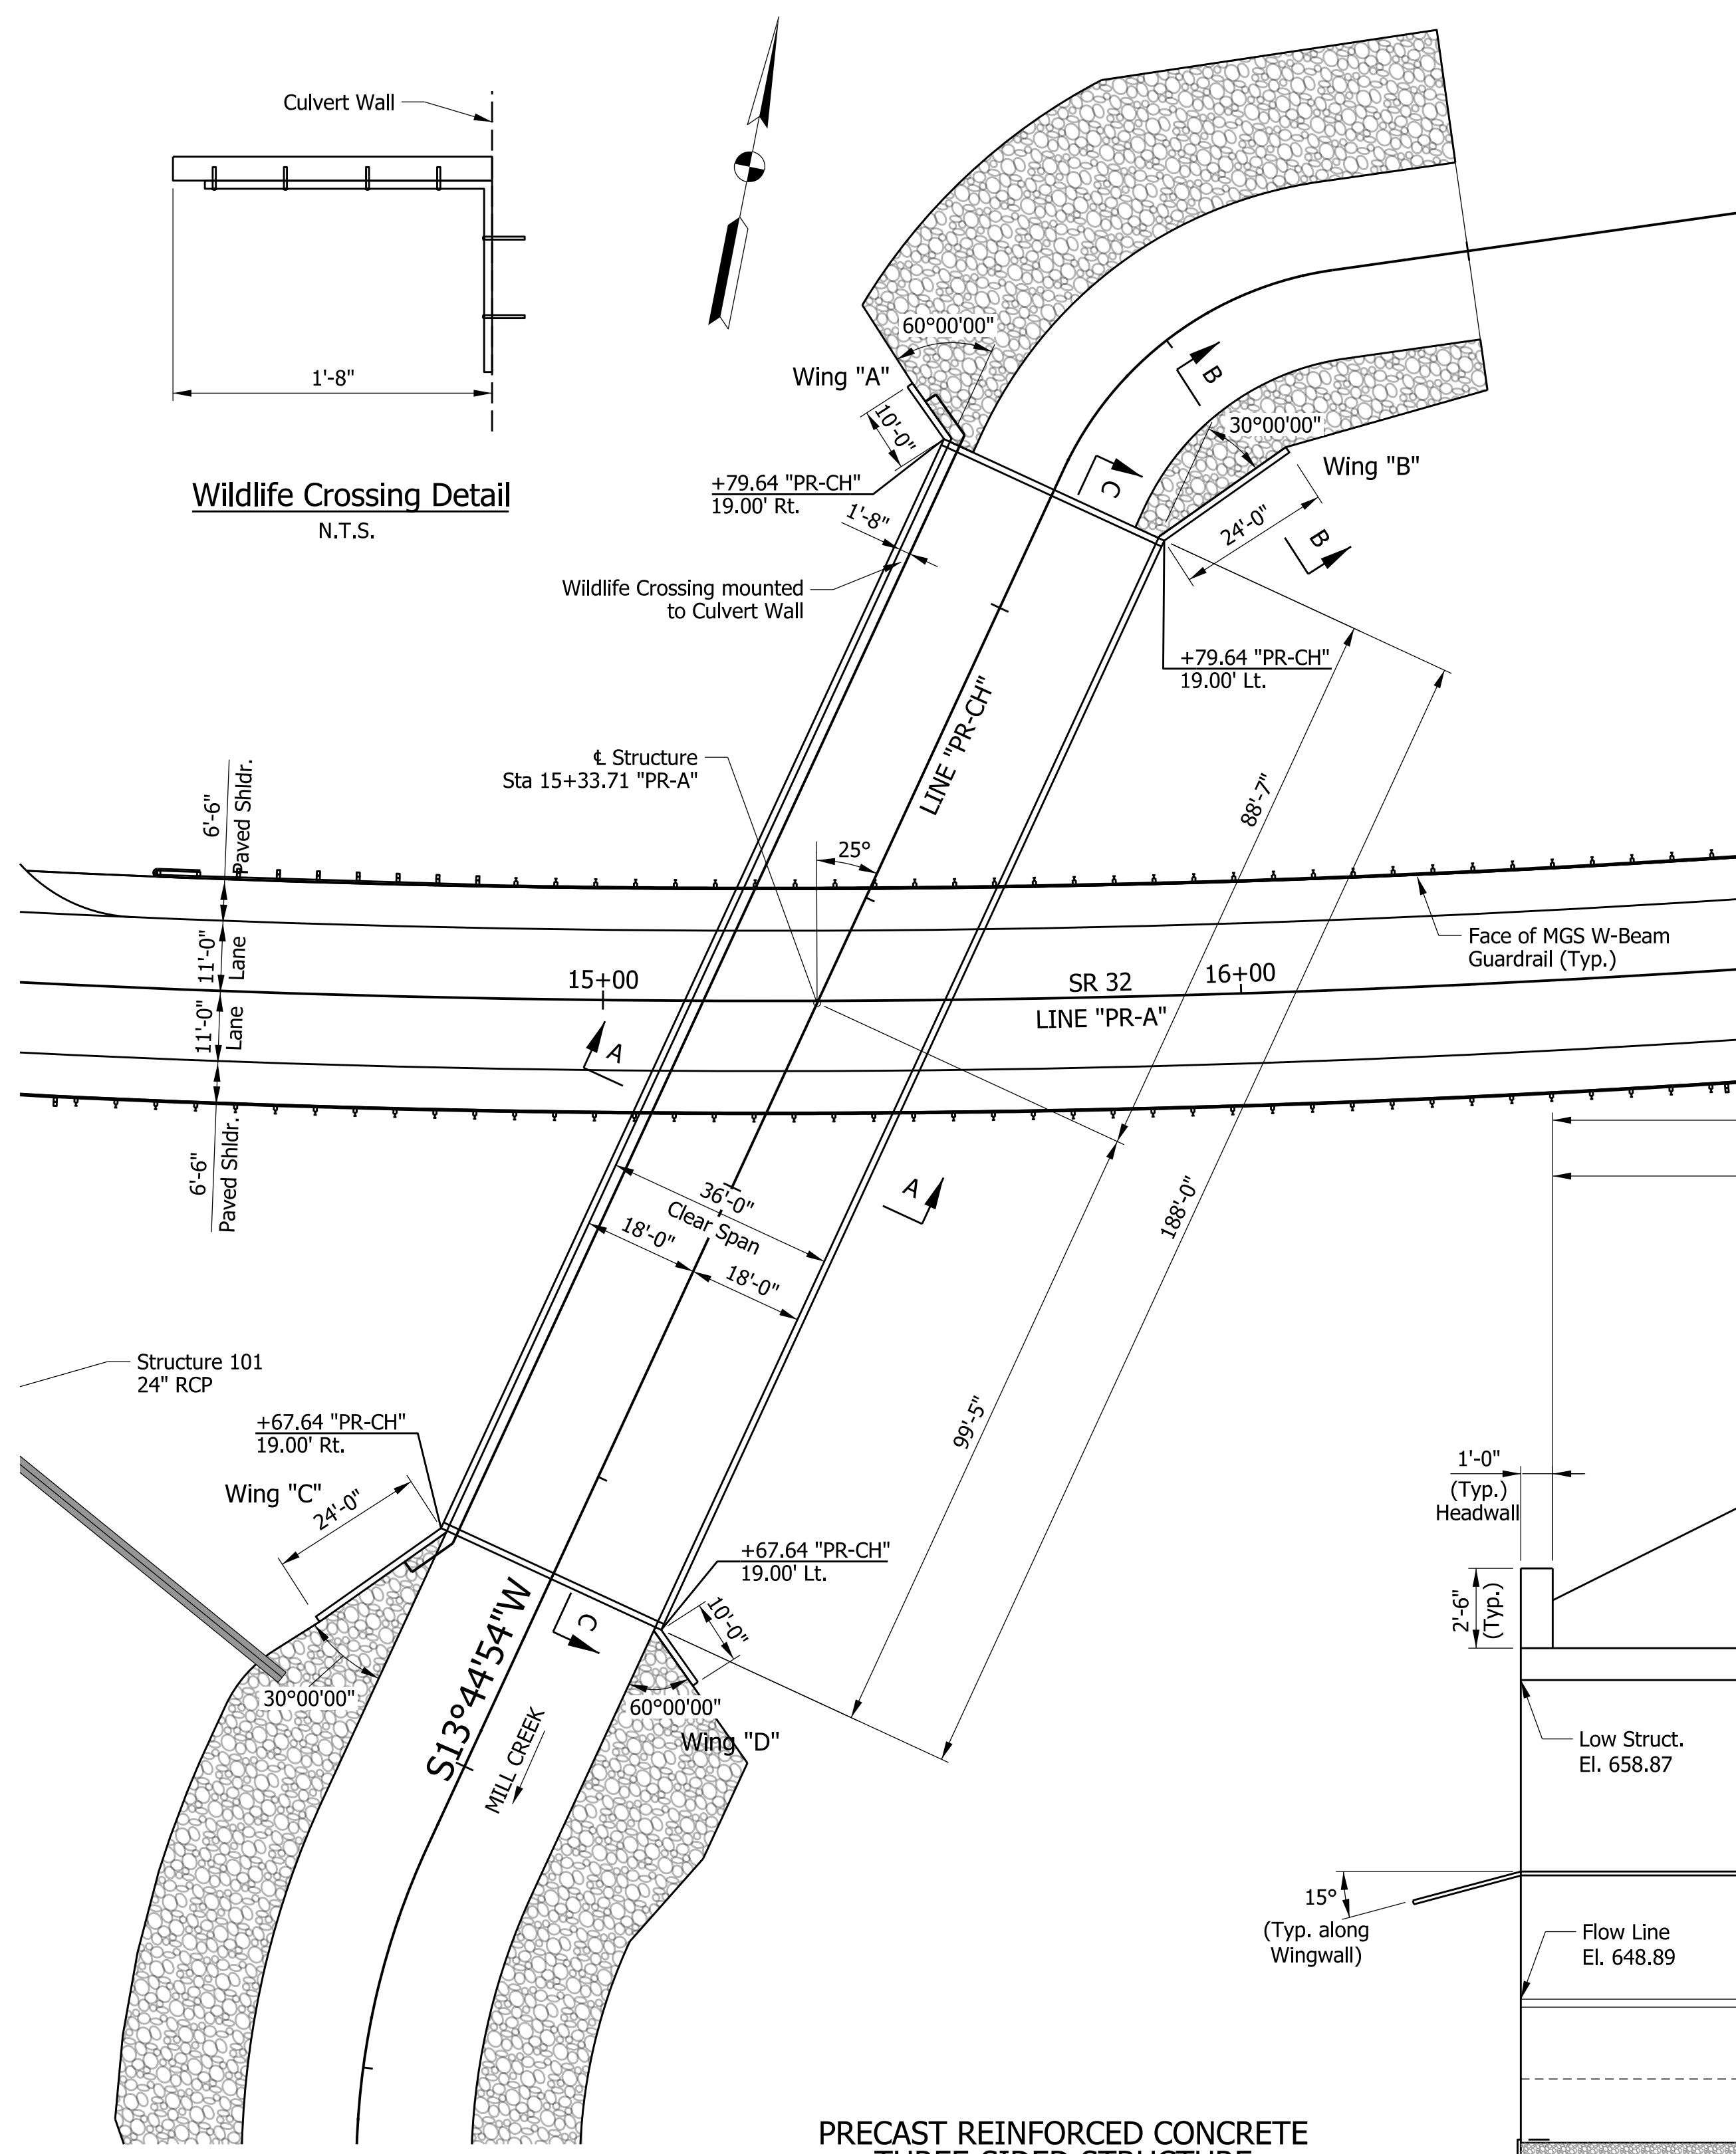 Culvert Wall
1'-8"
Wildlife Crossing Detail
N.T.S.
60°00'00"
Wing "A"
10'-0"
B
30°00'00"
Wing "B"
C
24'-0"
B
+79.64 "PR-CH"
19.00' Rt.
1'-8"
Wildlife Crossing mounted
to Culvert Wall
+79.64 "PR-CH"
19.00' Lt.
LINE "PR-CH"
℄ Structure
Sta 15+33.71 "PR-A"
88'-7"
6'-6"
Paved Shldr.
25°
11'-0"
Lane
Face of MGS W-Beam
Guardrail (Typ.)
15+00
SR 32
16+00
11'-0"
Lane
LINE "PR-A"
A
6'-6"
Paved Shldr.
36'-0"
Clear Span
A
18'-0"
18'-0"
188'-0"
Structure 101
24" RCP
99'-5"
+67.64 "PR-CH"
19.00' Rt.
Wing "C"
24'-0"
1'-0"
(Typ.)
Headwall
+67.64 "PR-CH"
19.00' Lt.
10'-0"
2'-6"
(Typ.)
C
S13°44'54"W
30°00'00"
60°00'00"
Wing "D"
MILL CREEK
Low Struct.
El. 658.87
15°
(Typ. along
Wingwall)
Flow Line
El. 648.89
PRECAST REINFORCED CONCRETE
THREE SIDED STRUCTURE